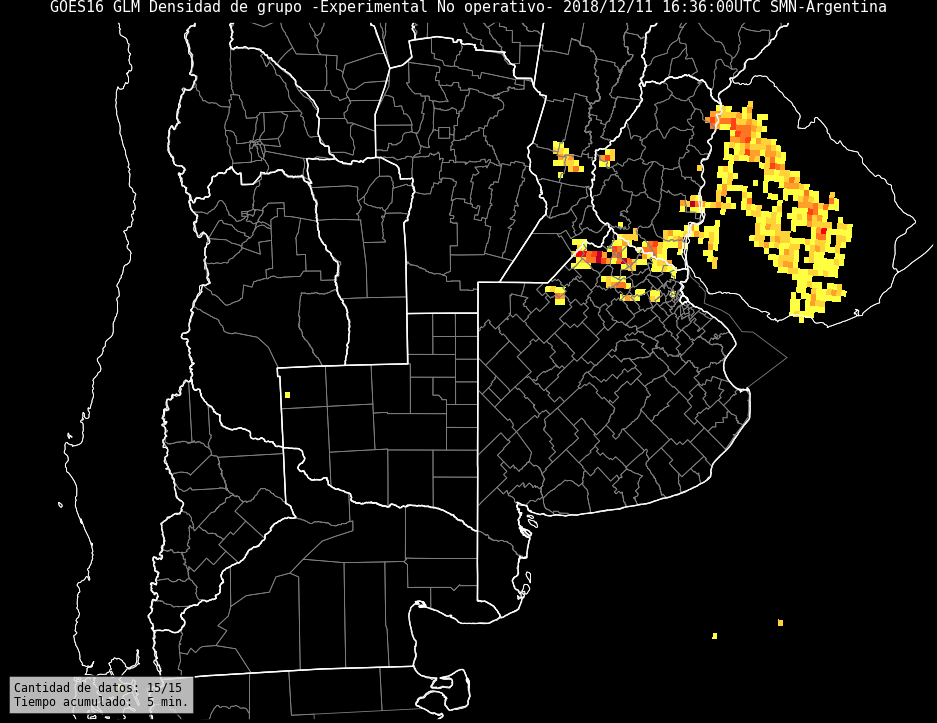 GOES16 GLM Densidad de grupo -Experimental No operativo- 2018/12/11 16:36:00UTC SMN-Argentina
Cantidad de datos: 15/15
Tiempo acumulado:  5 min.